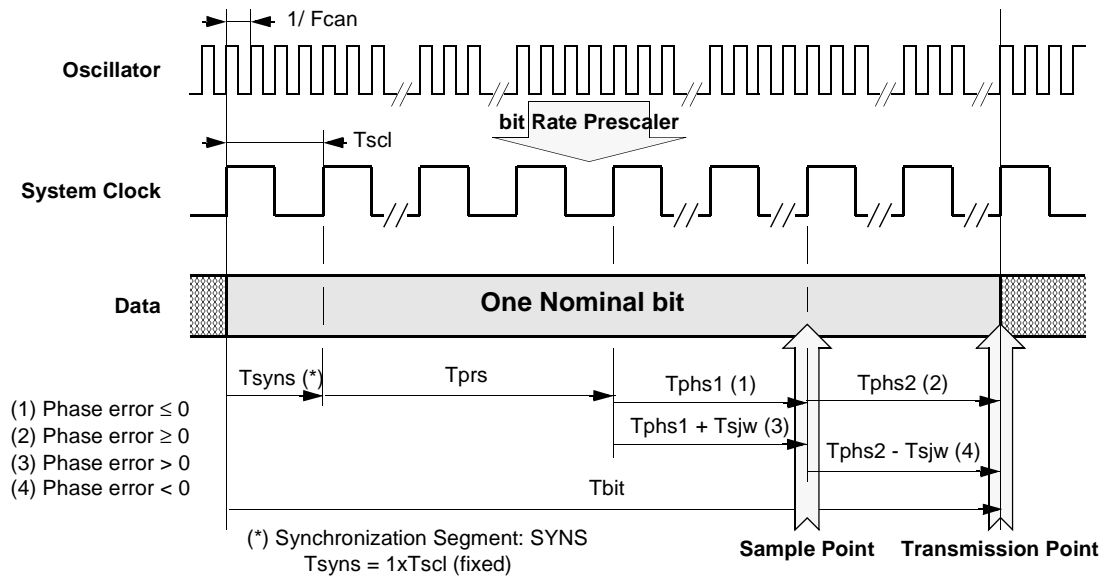 1/ Fcan
Oscillator
bit Rate Prescaler
Tscl
System Clock
Data
One Nominal bit
Tsyns (*)
Tprs
Tphs1 (1)
Tphs2 (2)
(1) Phase error ≤ 0
(2) Phase error ≥ 0
(3) Phase error > 0
(4) Phase error < 0
Tphs1 + Tsjw (3)
Tphs2 - Tsjw (4)
Tbit
(*) Synchronization Segment: SYNS
Tsyns = 1xTscl (fixed)
Sample Point
Transmission Point